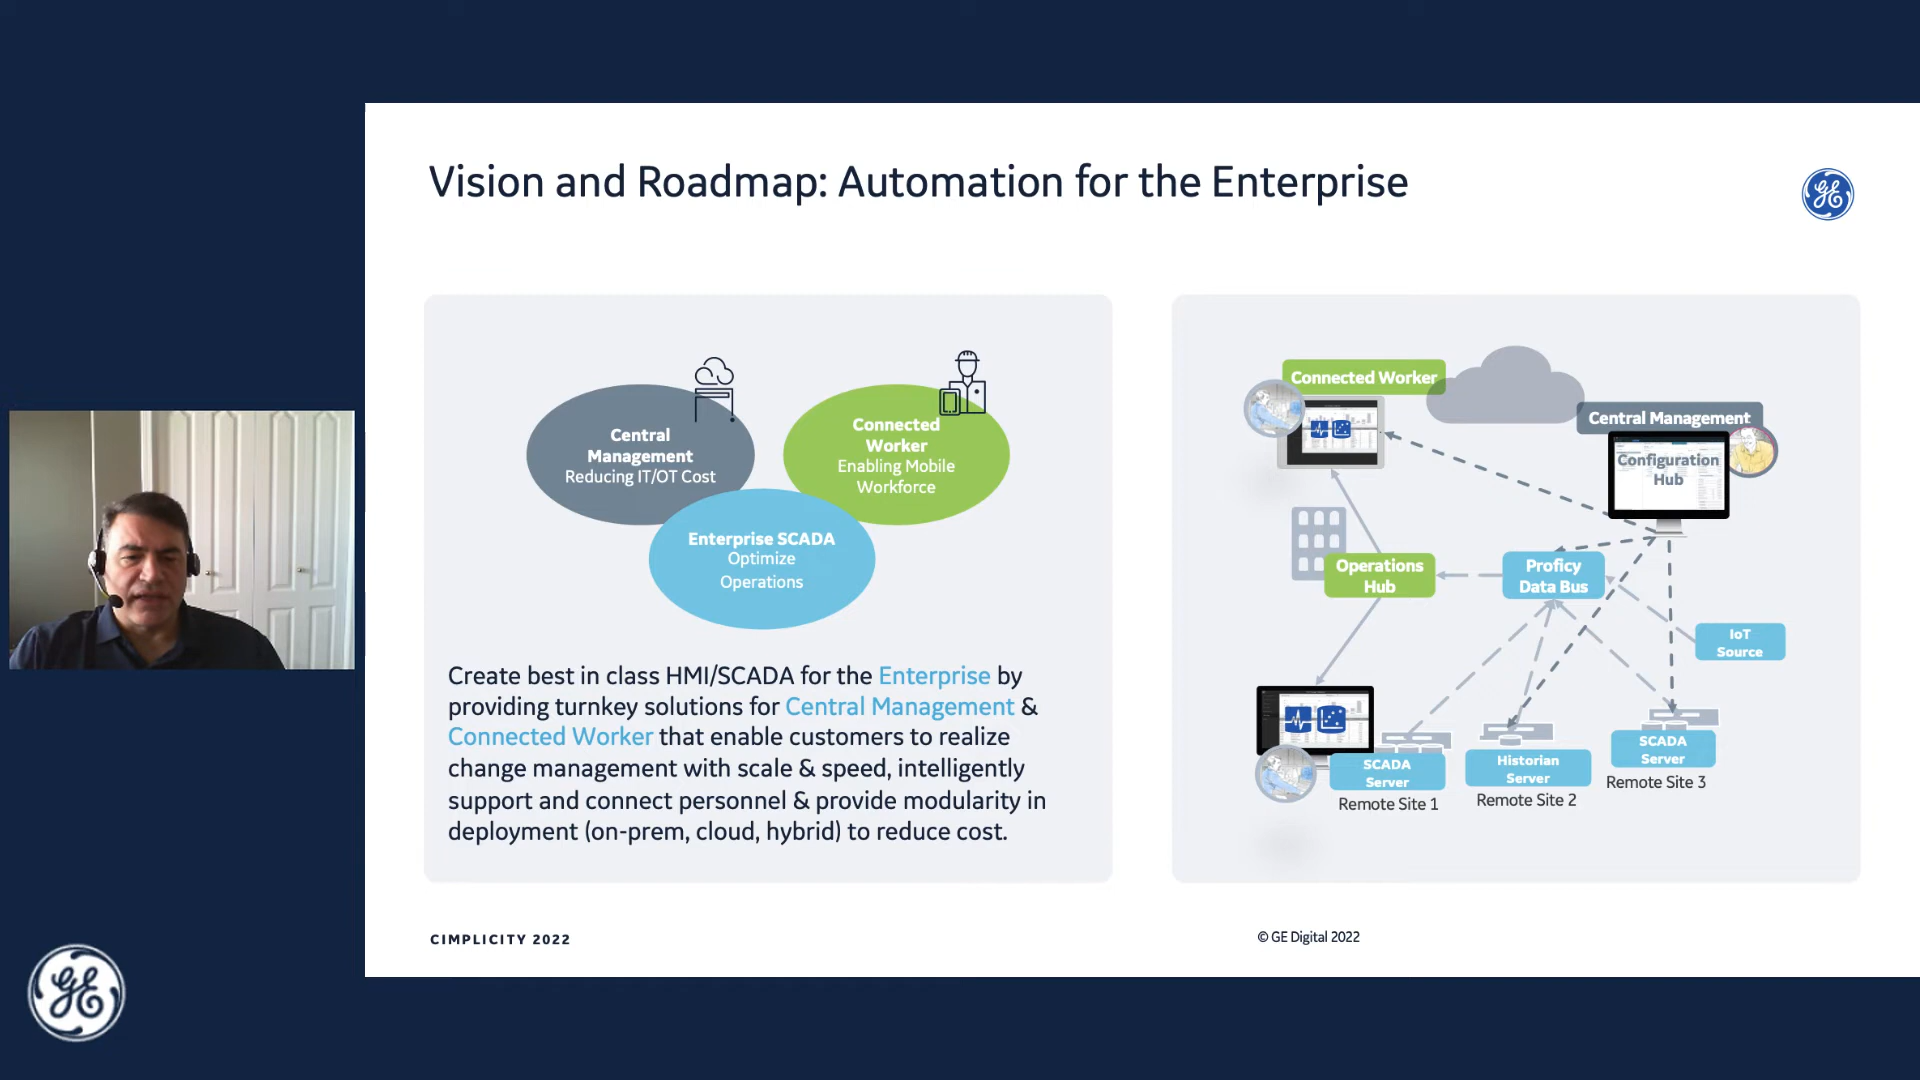 Vision and Roadmap: Automation for the Enterprise
GE
Central
Management
Reducing IT/OT Cost
Connected
Worker
Enabling Mobile
Workforce
Enterprise SCADA
Optimize
Operations
Create best in class HMI/SCADA for the Enterprise by
providing turnkey solutions for Central Management &
Connected Worker that enable customers to realize
change management with scale & speed, intelligently
support and connect personnel & provide modularity in
deployment (on-prem, cloud, hybrid) to reduce cost.
Connected Worker
Central Management
Configuration
Hub
Operations
Hub
Proficy
Data Bus
IoT
Source
SCADA
Server
Remote Site 1
Historian
Server
Remote Site 2
SCADA
Server
Remote Site 3
CIMPLICITY 2022
© GE Digital 2022
GE